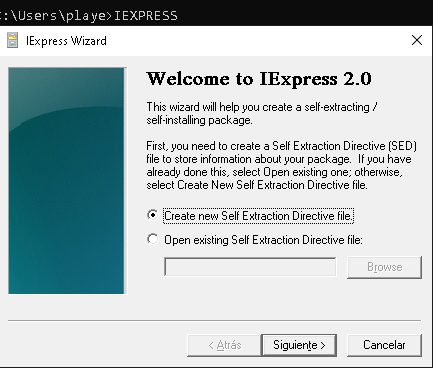 :\Users\playe>IEXPRESS
IExpress Wizard
Welcome to IExpress 2.0
This wizard will help you create a self-extracting /
self-installing package.
First, you need to create a Self Extraction Directive (SED)
file to store information about your package. If you have
already done this, select Open existing one; otherwise,
select Create New Self Extraction Directive file.
Create new Self Extraction Directive file.
Open existing Self Extraction Directive file:
Browse
< Atrás
Siguiente >
Cancelar